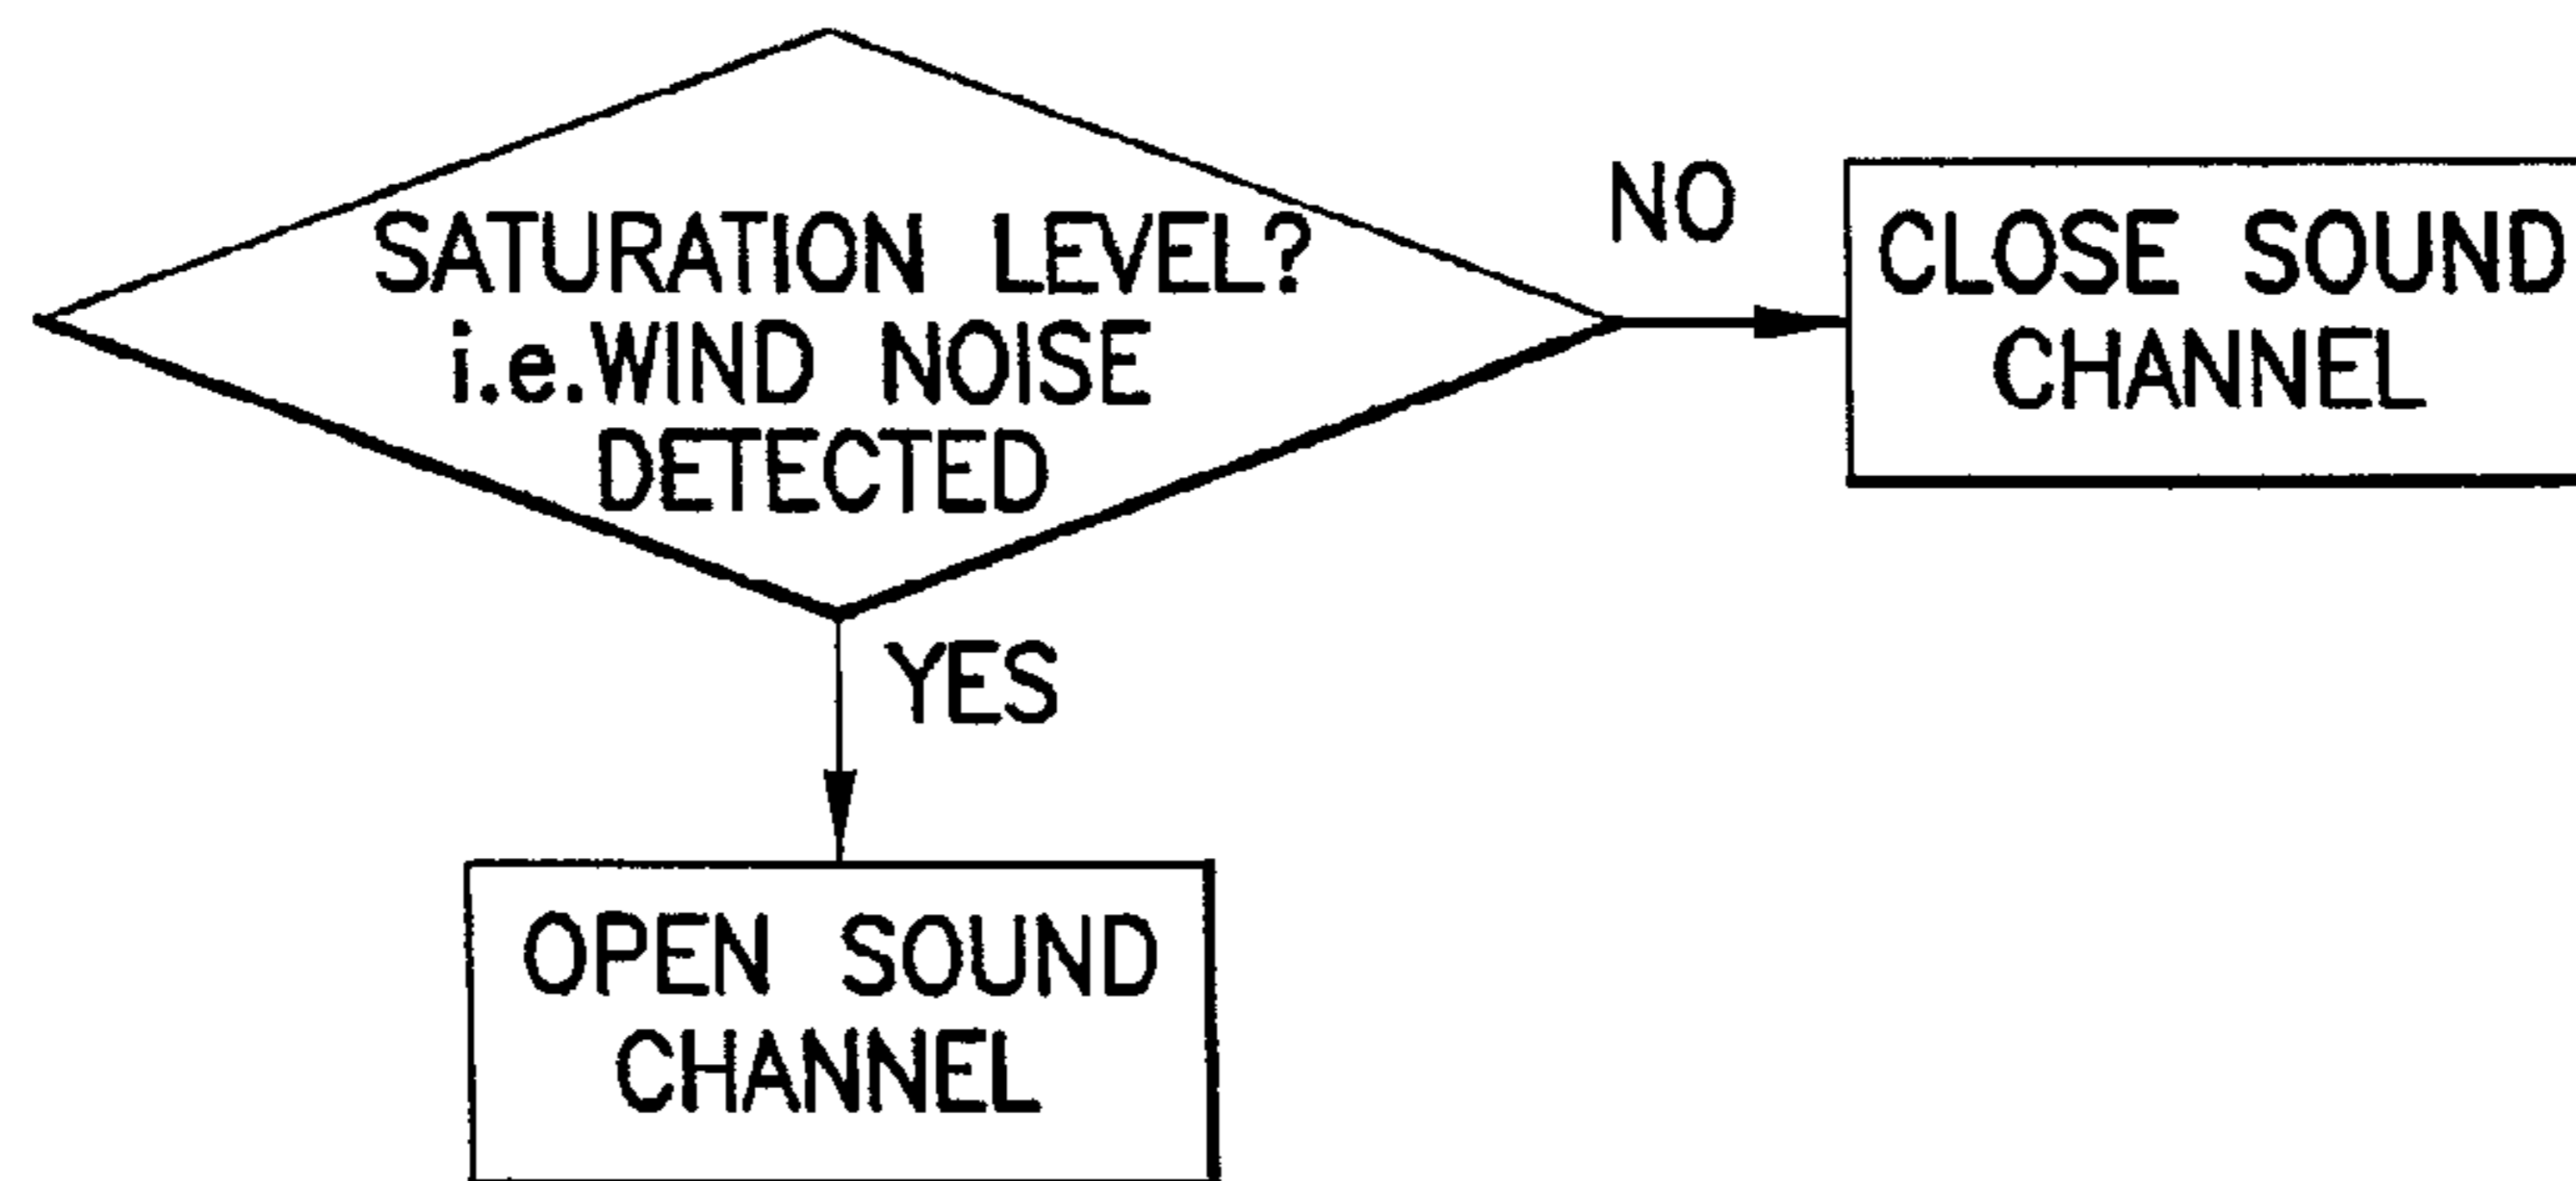 SATURATION LEVEL?
i.e. WIND NOISE
DETECTED
NO
CLOSE SOUND
CHANNEL
YES
OPEN SOUND
CHANNEL